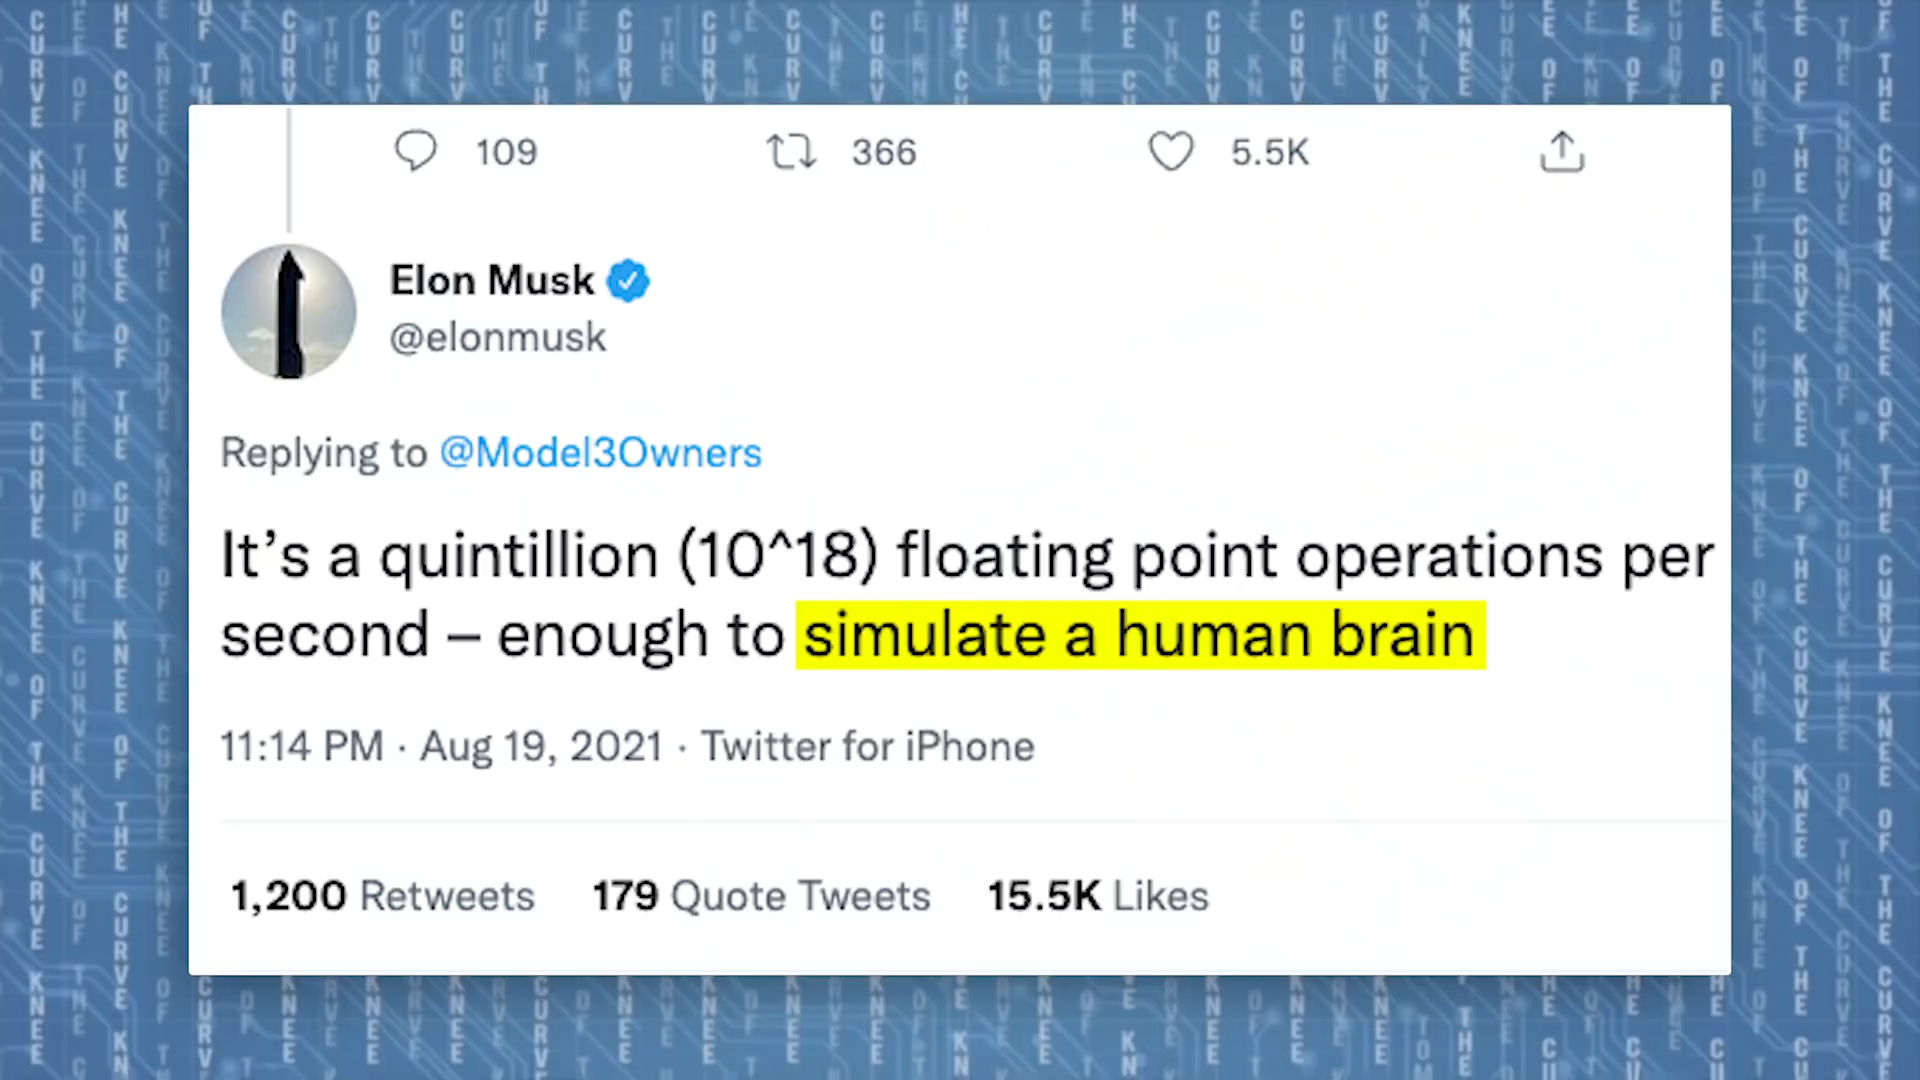 109 366 5.5K
Elon Musk
@elonmusk
Replying to @Model3Owners
It’s a quintillion (10^18) floating point operations per
second – enough to simulate a human brain
11:14 PM · Aug 19, 2021 · Twitter for iPhone
1,200 Retweets 179 Quote Tweets 15.5K Likes